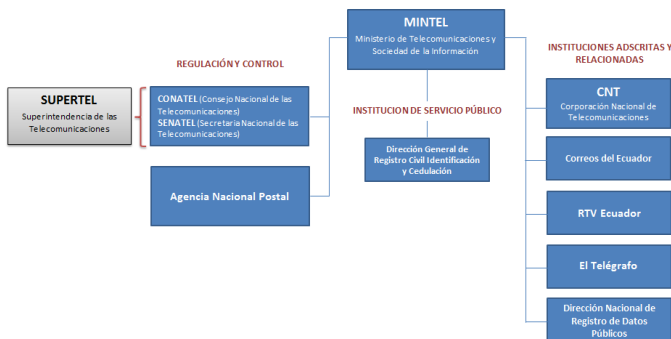 MINTEL
Ministerio de Telecomunicaciones y
Sociedad de la Información
REGULACIÓN Y CONTROL
SUPERTEL
Superintendencia de las
Telecomunicaciones
CONATEL (Consejo Nacional de las
Telecomunicaciones)
SENATEL (Secretaria Nacional de las
Telecomunicaciones)
Agencia Nacional Postal
INSTITUCION DE SERVICIO PÚBLICO
Dirección General de
Registro Civil Identificación
y Cedulación
INSTITUCIONES ADSCRITAS Y
RELACIONADAS
CNT
Corporación Nacional de
Telecomunicaciones
Correos del Ecuador
RTV Ecuador
El Telégrafo
Dirección Nacional de
Registro de Datos
Públicos